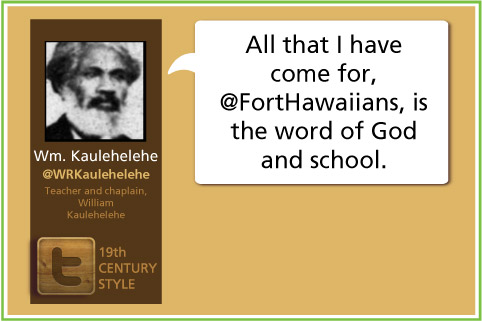 All that I have
come for,
@FortHawaiians, is
the word of God
and school.
Wm. Kaulehelehe
@WRKaulehelehe
Teacher and chaplain,
William
Kaulehelehe
t
19th
CENTURY
STYLE